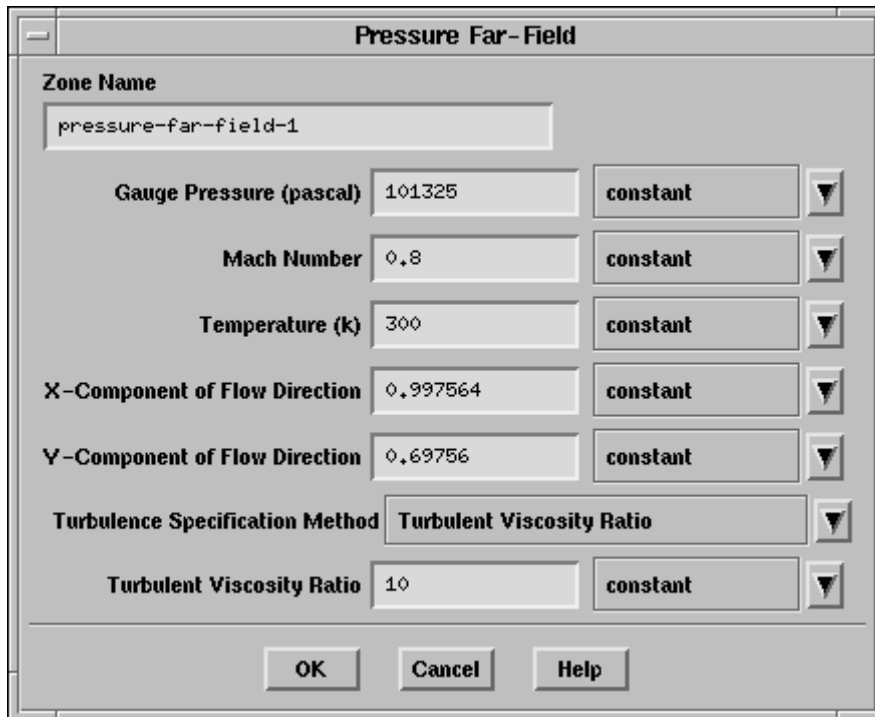 Pressure Far-Field
Zone Name
pressure-far-field-1
Gauge Pressure (pascal) 101325 constant
Mach Number 0.8 constant
Temperature (k) 300 constant
X-Component of Flow Direction 0.997564 constant
Y-Component of Flow Direction 0.69756 constant
Turbulence Specification Method Turbulent Viscosity Ratio
Turbulent Viscosity Ratio 10 constant
OK Cancel Help